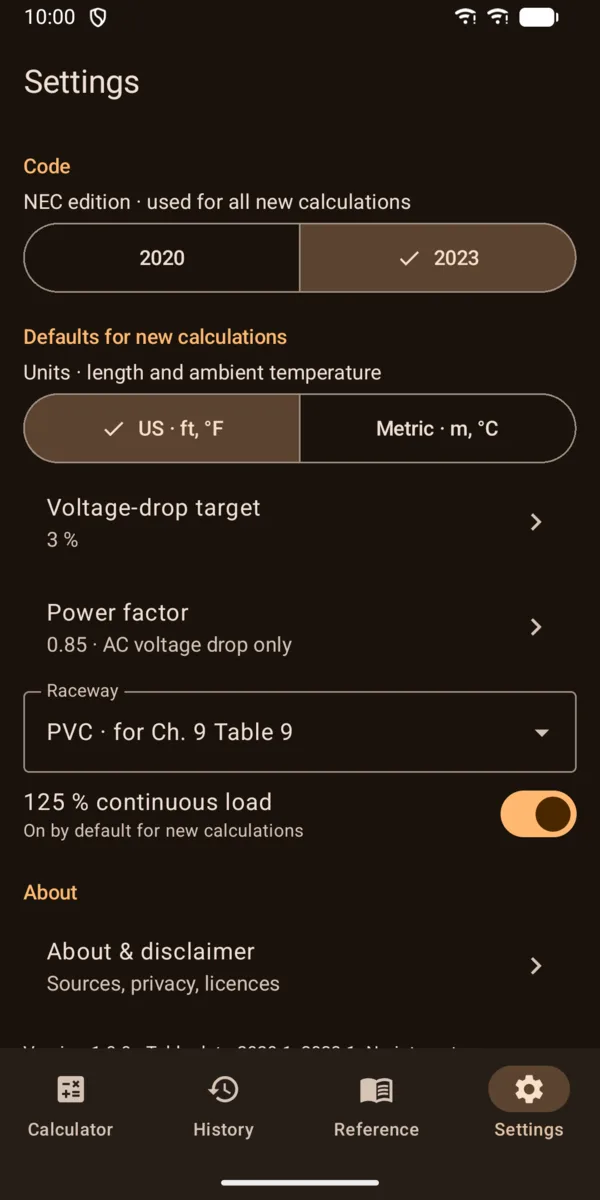 10:00
Settings
Code
NEC edition · used for all new calculations
2020
2023
Defaults for new calculations
Units · length and ambient temperature
US · ft, °F
Metric · m, °C
Voltage-drop target
3 %
Power factor
0.85 · AC voltage drop only
Raceway
PVC · for Ch. 9 Table 9
125 % continuous load
On by default for new calculations
About
About & disclaimer
Sources, privacy, licences
Calculator
History
Reference
Settings